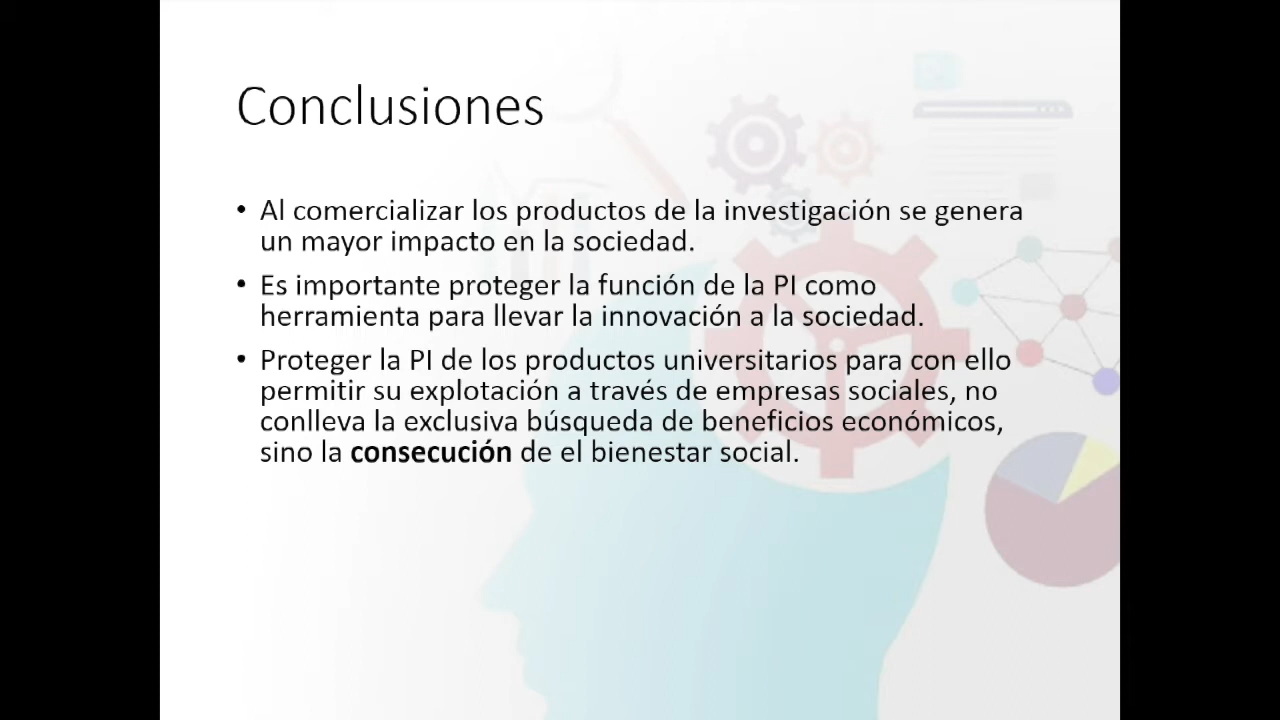 Conclusiones
• Al comercializar los productos de la investigación se genera
un mayor impacto en la sociedad.
• Es importante proteger la función de la PI como
herramienta para llevar la innovación a la sociedad.
• Proteger la PI de los productos universitarios para con ello
permitir su explotación a través de empresas sociales, no
conlleva la exclusiva búsqueda de beneficios económicos,
sino la consecución de el bienestar social.